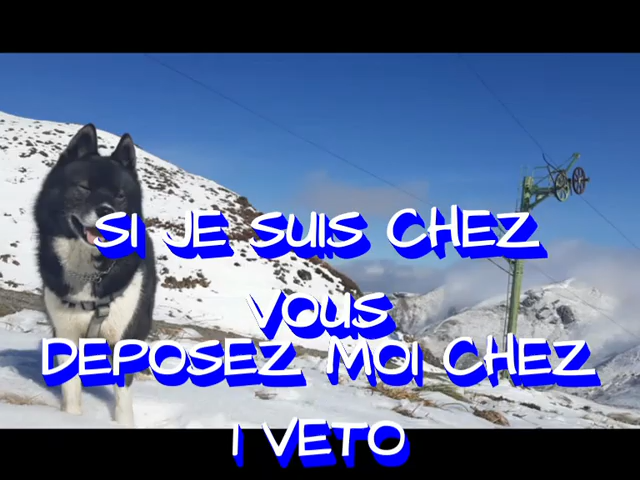 SI JE SUIS CHEZ
VOUS
DEPOSEZ MOI CHEZ
1 VETO